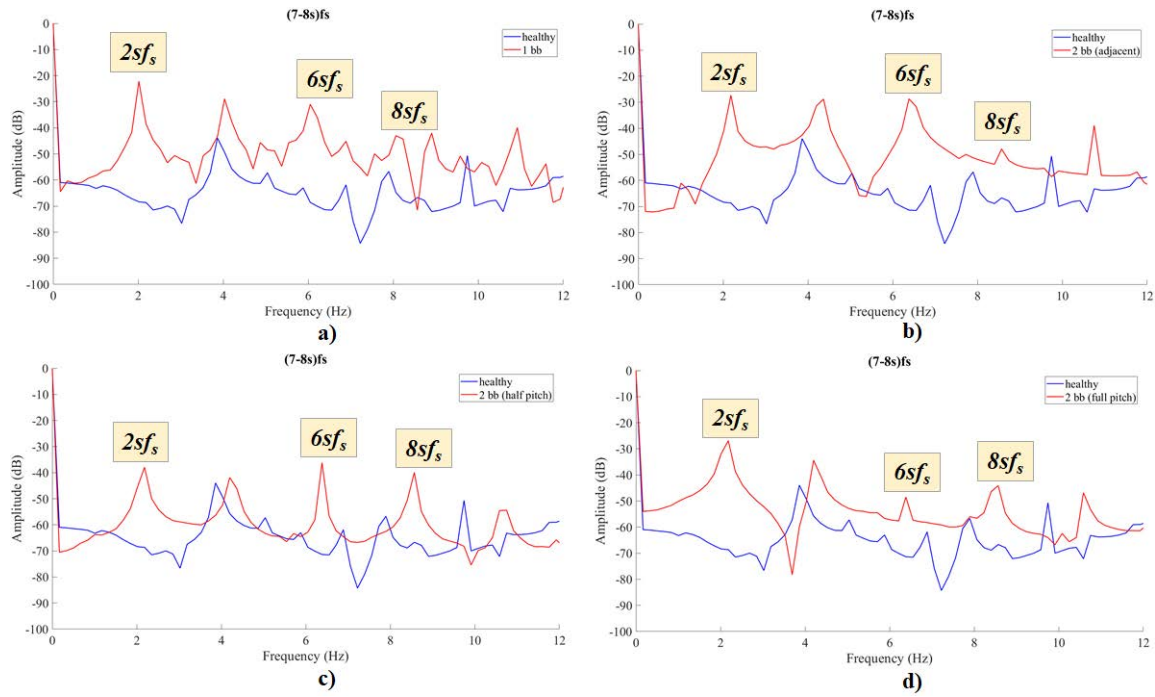 (7-8s)fs
0
-10
-20
-30
-40
-50
-60
-70
-80
-90
-100
Amplitude (dB)
healthy
1 bb
2sfs
6sfs
8sfs
0 2 4 6 8 10 12
Frequency (Hz)
a)
(7-8s)fs
0
-10
-20
-30
-40
-50
-60
-70
-80
-90
-100
Amplitude (dB)
healthy
2 bb (adjacent)
2sfs
6sfs
8sfs
0 2 4 6 8 10 12
Frequency (Hz)
b)
(7-8s)fs
0
-10
-20
-30
-40
-50
-60
-70
-80
-90
-100
Amplitude (dB)
healthy
2 bb (half pitch)
2sfs
6sfs
8sfs
0 2 4 6 8 10 12
Frequency (Hz)
c)
(7-8s)fs
0
-10
-20
-30
-40
-50
-60
-70
-80
-90
-100
Amplitude (dB)
healthy
2 bb (full pitch)
2sfs
6sfs
8sfs
0 2 4 6 8 10 12
Frequency (Hz)
d)